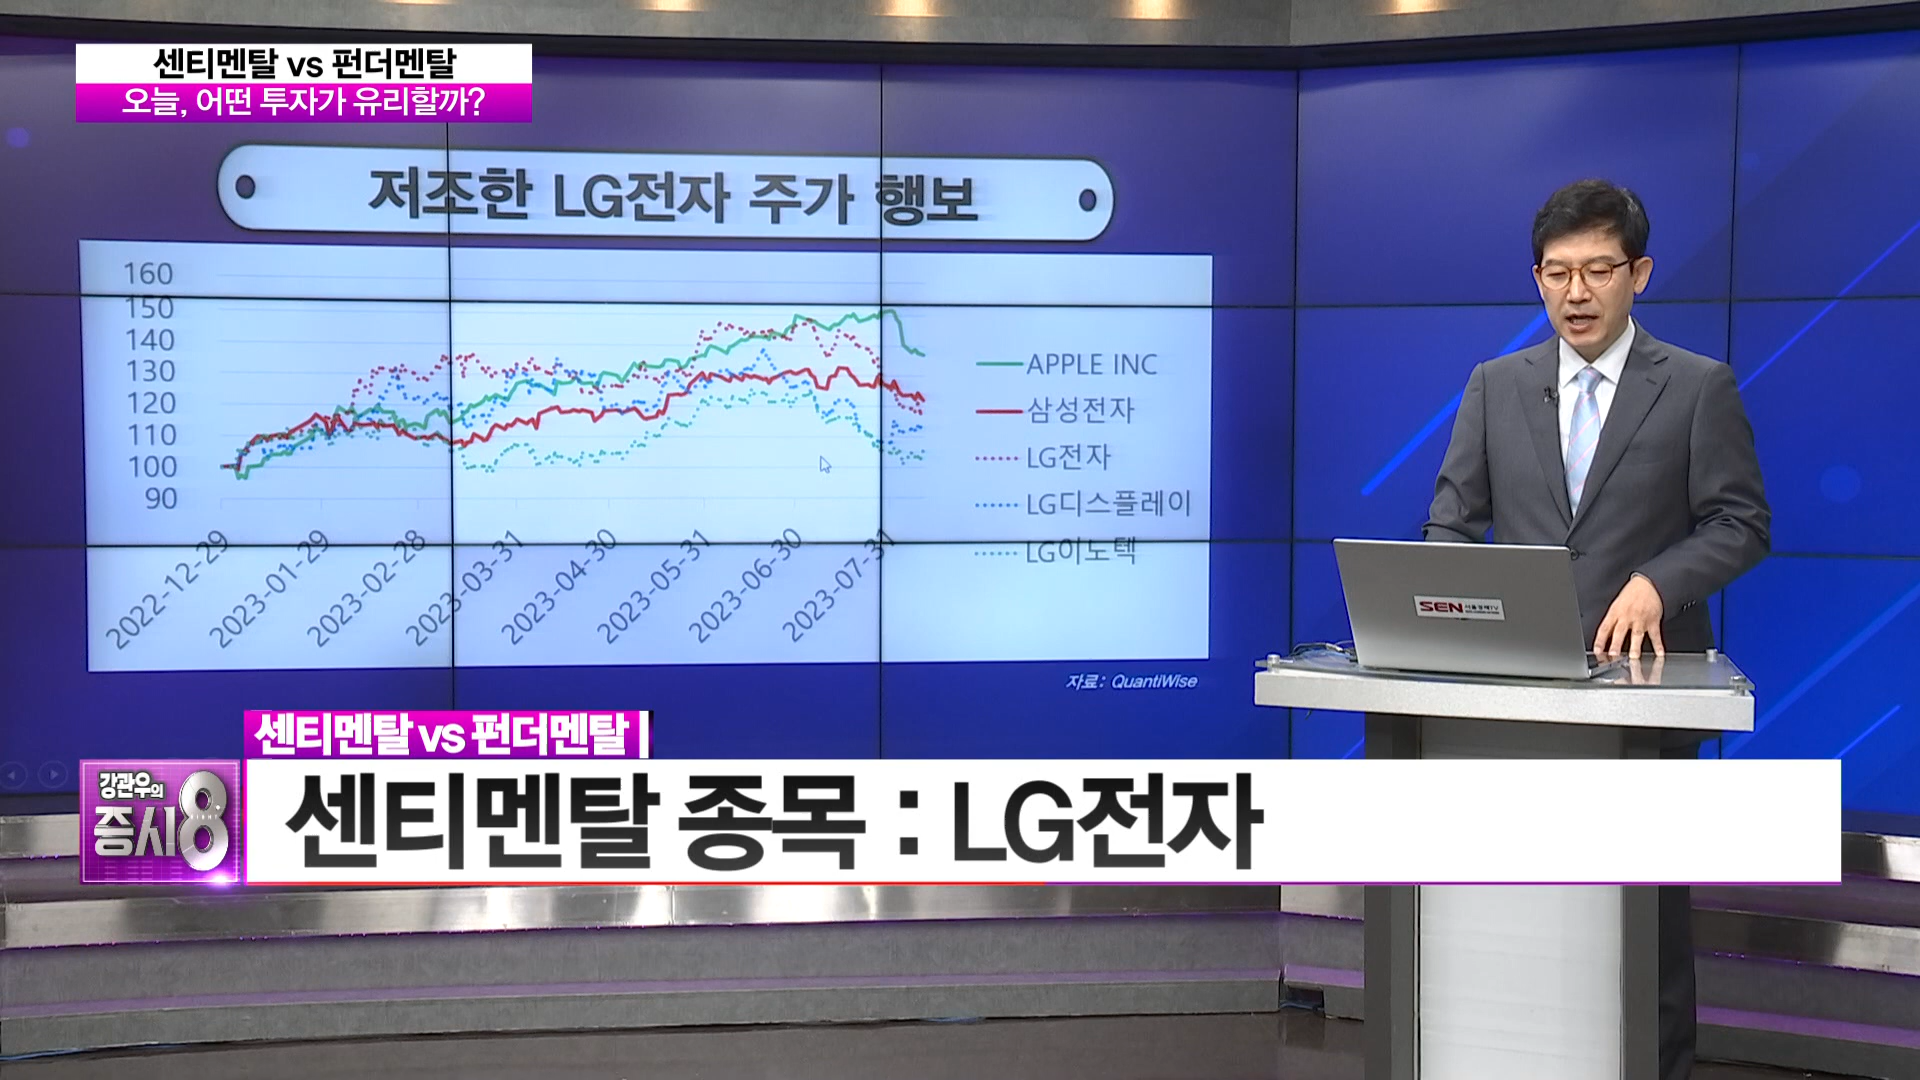 센티멘탈 vs 펀더멘탈
오늘, 어떤 투자가 유리할까?
저조한 LG전자 주가 행보
160
150
140
130
120
110
100
90
2022-12-29
2023-01-29
2023-02-28
2023-03-31
2023-04-30
2023-05-31
2023-06-30
2023-07-31
APPLE INC
삼성전자
LG전자
LG디스플레이
LG이노텍
자료: QuantiWise
SEN 서울경제TV
센티멘탈 vs 펀더멘탈
강관우의
증시8
센티멘탈 종목 : LG전자